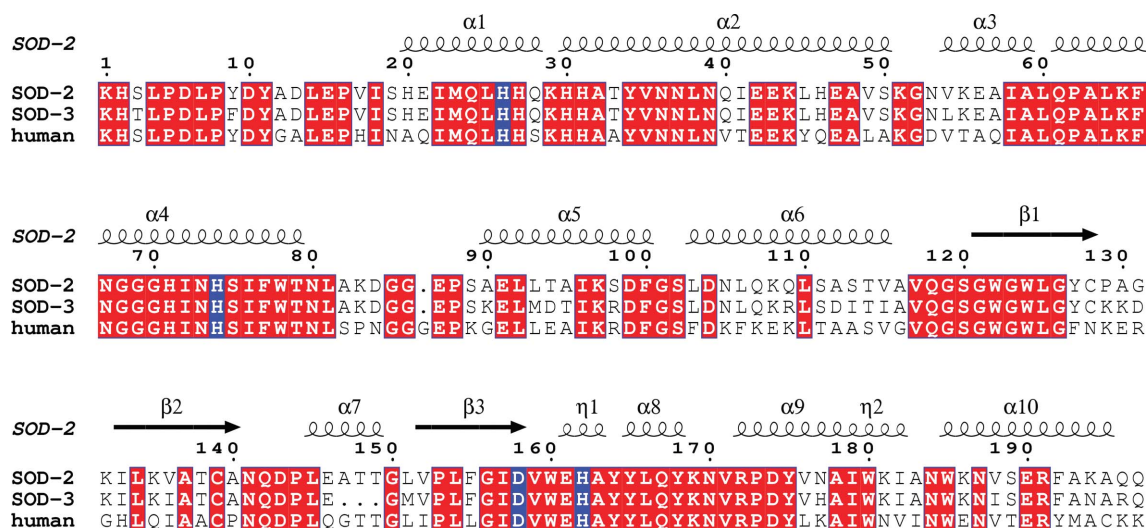 α1 α2 α3
SOD-2
1 10 20 30 40 50 60
SOD-2 KHSLPDLPYDYADLEPVISHEIMQLHHQKHHATYVNNLNQIEEKLHEAVSKGNVKEAIALQPALKF
SOD-3 KHTLPDLPFDYADLEPVISHEIMQLHHQKHHATYVNNLNQIEEKLHEAVSKGNLKEAIALQPALKF
human KHSLPDLPYDYGALEPHINAQIMQLHHSKHHAAYVNNLNVTEEKYQEALAKGDVTAQIALQPALKF
α4 α5 α6 β1
SOD-2
70 80 90 100 110 120 130
SOD-2 NGGGHINHSIFWTNLAKDGG.EPSAELLTAIKSDFGSLDNLQKQLSASTVAVQGSGWGWLGYCPAG
SOD-3 NGGGHINHSIFWTNLAKDGG.EPSKELMDTIKRDFGSLDNLQKRLSDITIAVQGSGWGWLGYCKKD
human NGGGHINHSIFWTNLSPNGGGEPKGELLEAIKRDFGSFDKFKEKLTAASVGVQGSGWGWLGFNKER
β2 α7 β3 η1 α8 α9 η2 α10
SOD-2
140 150 160 170 180 190
SOD-2 KILKVATCANQDPLEATTGLVPLFGIDVWEHAYYLQYKNVRPDYVNAIWKIANWKNVSERFAKAQQ
SOD-3 KILKIATCANQDPLE...GMVPLFGIDVWEHAYYLQYKNVRPDYVHAIWKIANWKNISERFANARQ
human GHLQIAACPNQDPLQGTTGLIPLLGIDVWEHAYYLQYKNVRPDYLKAIWNVINWENVTERYMACKK